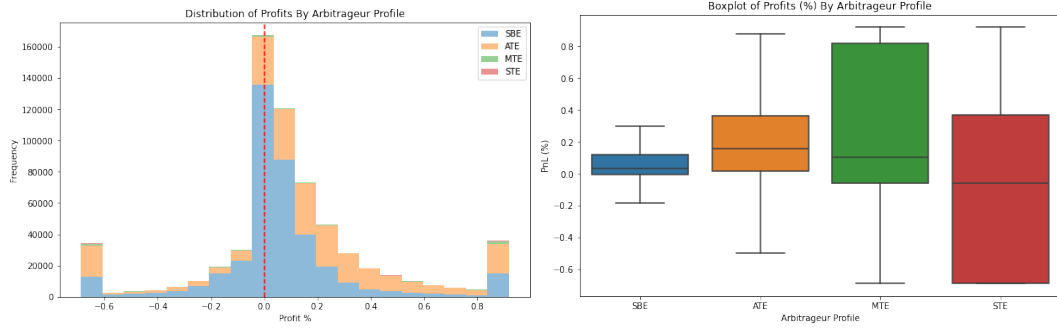 Distribution of Profits By Arbitrageur Profile
160000
140000
120000
100000
80000
60000
40000
20000
0
Frequency
−0.6 −0.4 −0.2 0.0 0.2 0.4 0.6 0.8
Profit %
SBE
ATE
MTE
STE
Boxplot of Profits (%) By Arbitrageur Profile
0.8
0.6
0.4
0.2
0.0
−0.2
−0.4
−0.6
PnL (%)
SBE ATE MTE STE
Arbitrageur Profile